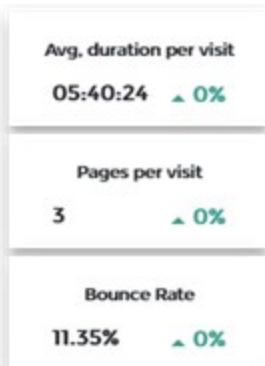 Avg, duration per visit
05:40:24 ▲ 0%
Pages per visit
3 ▲ 0%
Bounce Rate
11.35% ▲ 0%